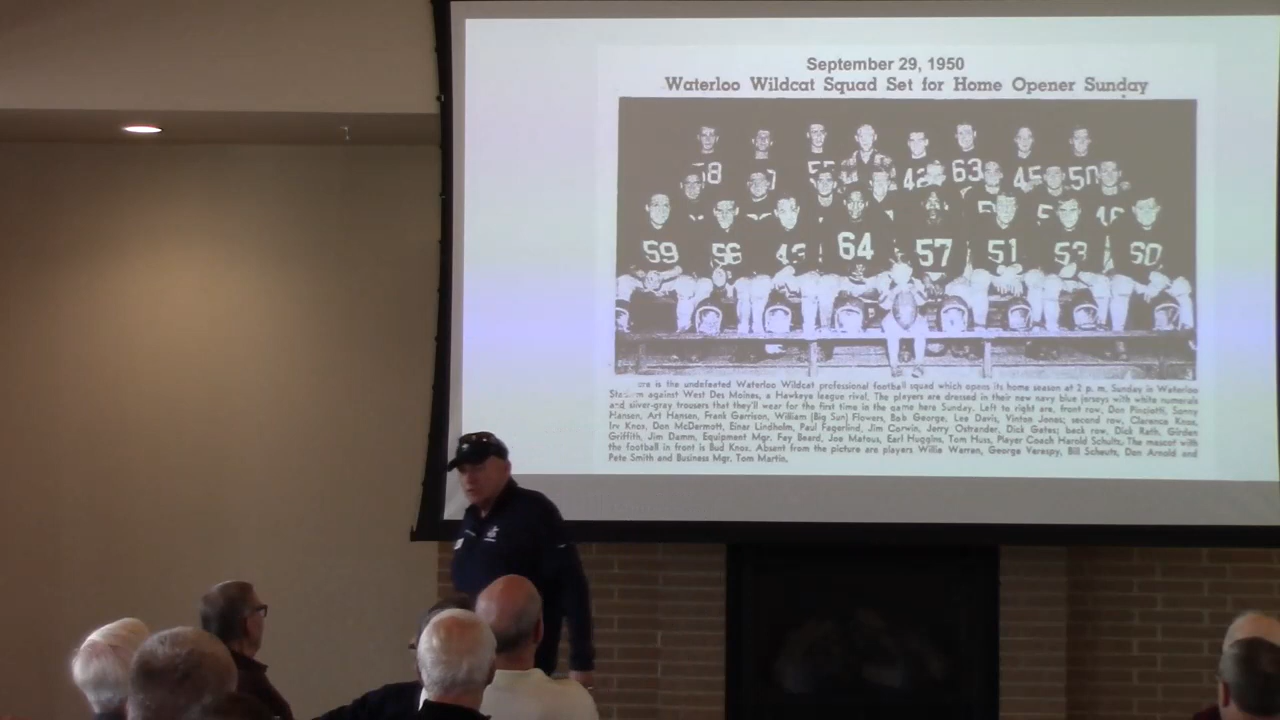 September 29, 1950
Waterloo Wildcat Squad Set for Home Opener Sunday
58
42
63
45
50
46
59
56
43
64
57
51
53
50
is the undefeated Waterloo Wildcat professional football squad which opens its home season at 2 p. m. Sunday in Waterloo
Stadium against West Des Moines, a Hawkeye league rival. The players are dressed in their new navy blue jerseys with white numerals
and silver-gray trousers that they'll wear for the first time in the game here Sunday. Left to right are, front row, Don Pinciotti, Sonny
Hansen, Art Hansen, Frank Garrison, William (Big Sun) Flowers, Bob George, Lee Davis, Vinton Jones; second row, Clarence Knox,
Irv Knox, Don McDermott, Einar Lindholm, Paul Fagerlind, Jim Corwin, Jerry Ostrander, Dick Gates; back row, Dick Rath, Girden
Griffith, Jim Damm, Equipment Mgr. Fay Beard, Joe Matous, Earl Huggins, Tom Huss, Player Coach Harold Schultz. The mascot with
the football in front is Bud Knox. Absent from the picture are players Willie Warren, George Verespy, Bill Scheuts, Don Arnold and
Pete Smith and Business Mgr. Tom Martin.